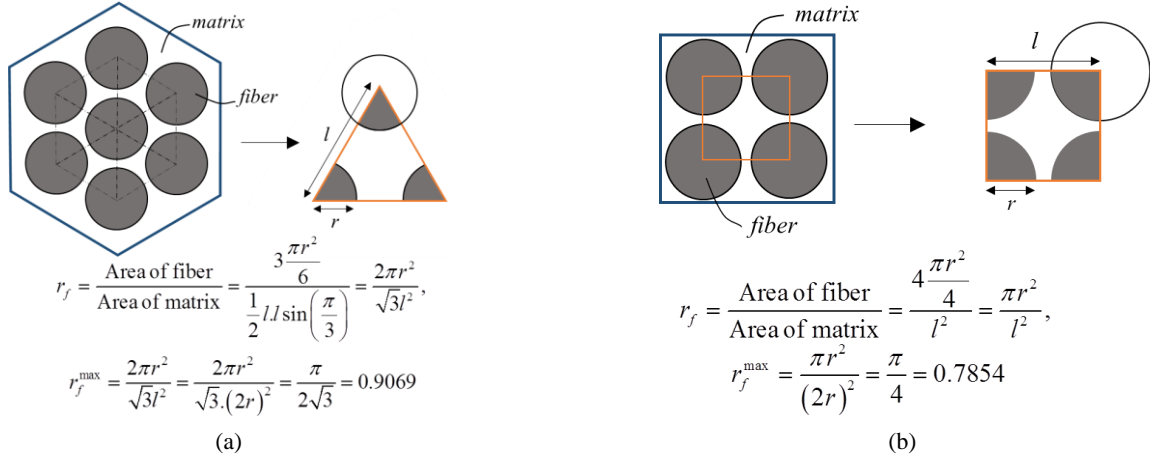 matrix
fiber
l
r
r_f = Area of fiber / Area of matrix = 3 (πr²/6) / ((1/2) l.l sin(π/3)) = 2πr² / (√3l²),
r_f^max = 2πr² / (√3l²) = 2πr² / (√3.(2r)²) = π / (2√3) = 0.9069
(a)
matrix
fiber
l
r
r_f = Area of fiber / Area of matrix = 4 (πr²/4) / l² = πr² / l²,
r_f^max = πr² / (2r)² = π/4 = 0.7854
(b)